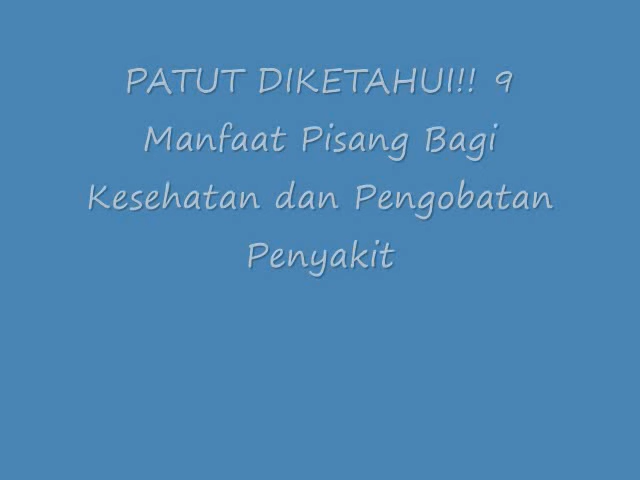 PATUT DIKETAHUI!! 9
Manfaat Pisang Bagi
Kesehatan dan Pengobatan
Penyakit